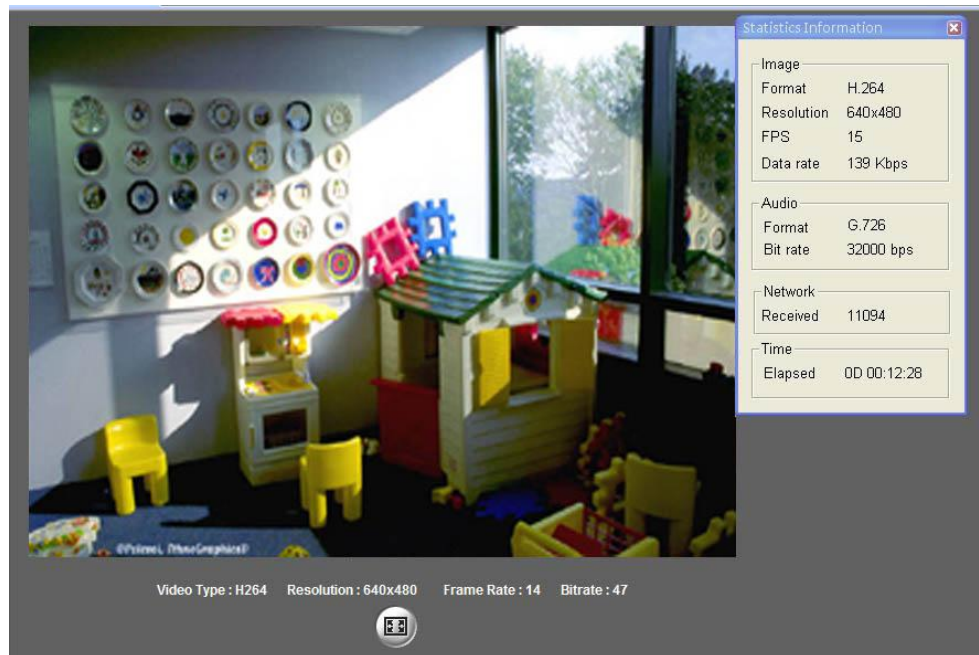 Statistics Information
Image
Format H.264
Resolution 640x480
FPS 15
Data rate 139 Kbps
Audio
Format G.726
Bit rate 32000 bps
Network
Received 11094
Time
Elapsed 0D 00:12:28
Video Type : H264 Resolution : 640x480 Frame Rate : 14 Bitrate : 47